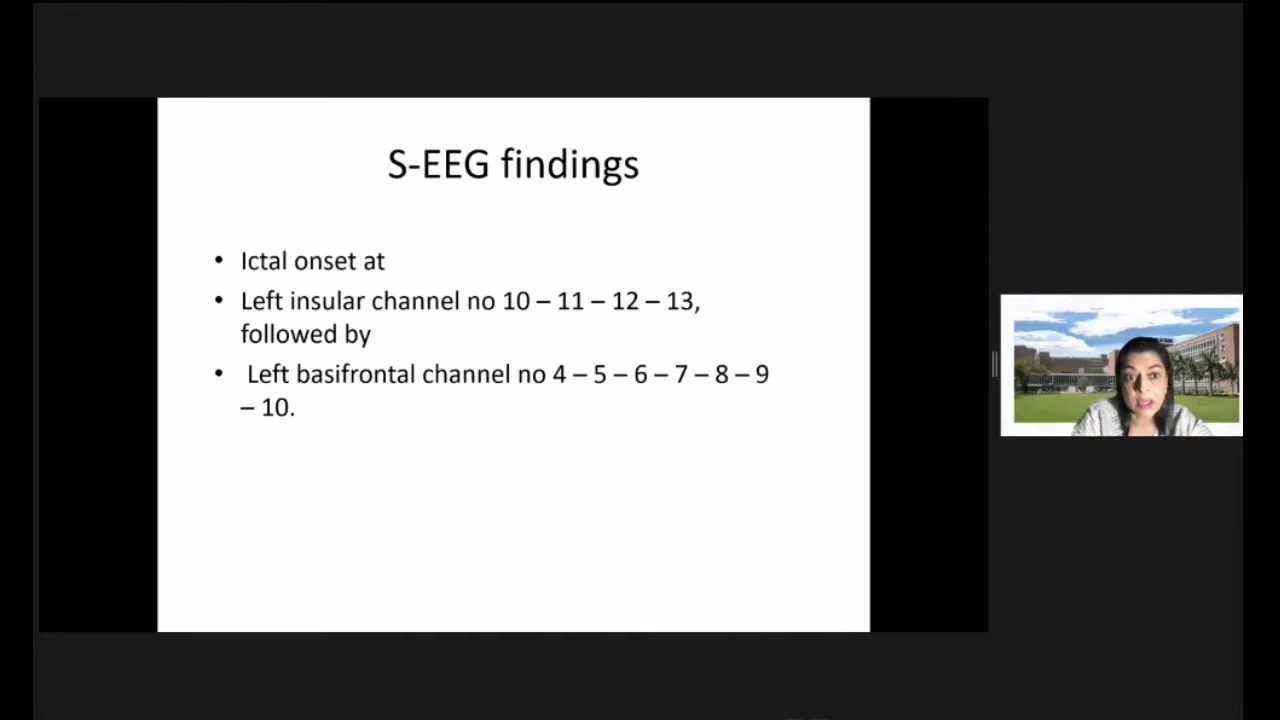 S-EEG findings
• Ictal onset at
• Left insular channel no 10 – 11 – 12 – 13,
followed by
• Left basifrontal channel no 4 – 5 – 6 – 7 – 8 – 9
– 10.